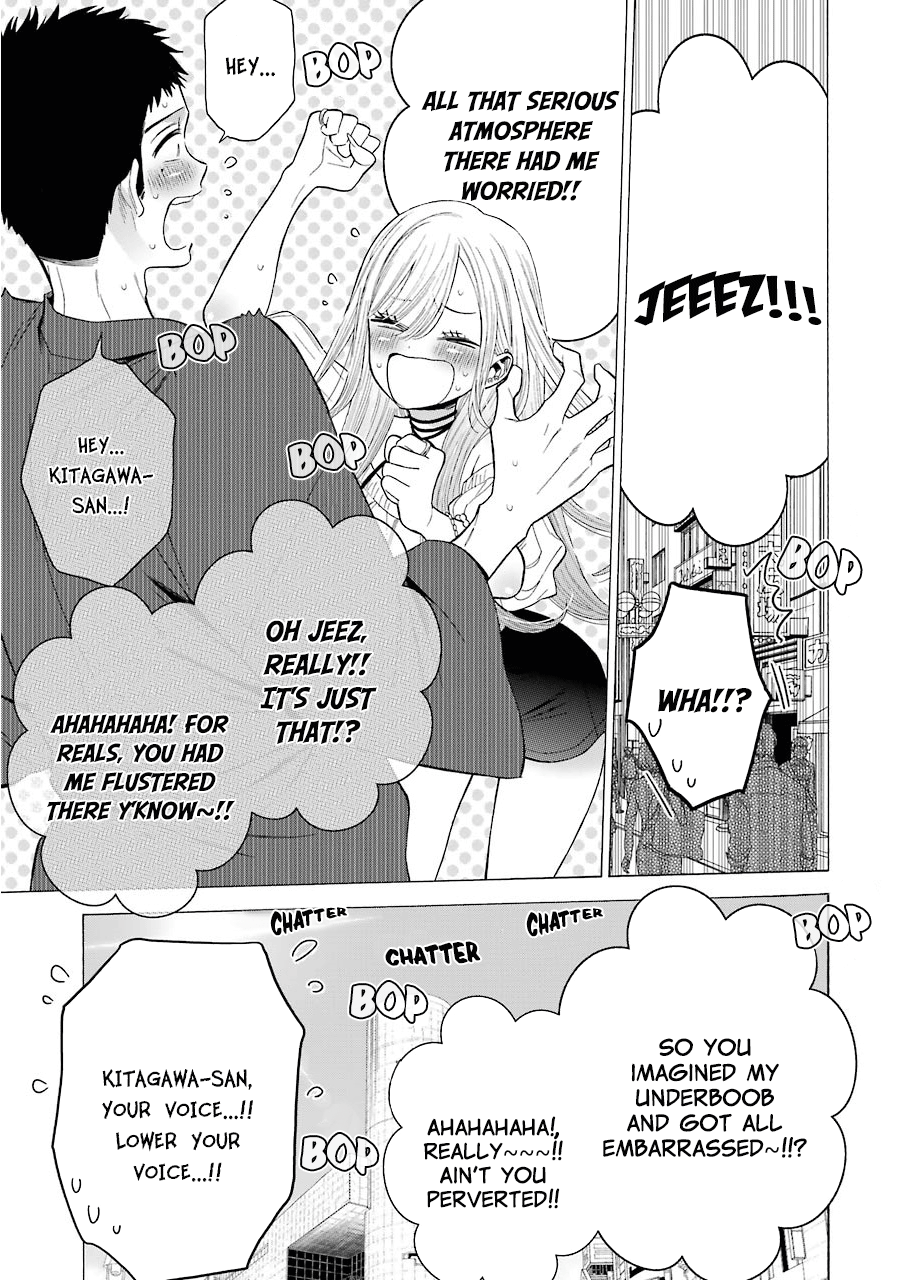 JEEEZ!!!
BOP
WHA!!?
ALL THAT SERIOUS
ATMOSPHERE
THERE HAD ME
WORRIED!!
BOP
HEY...
BOP
BOP
HEY...
KITAGAWA-
SAN...!
OH JEEZ,
REALLY!!
IT'S JUST
THAT!?
AHAHAHAHA! FOR
REALS, YOU HAD
ME FLUSTERED
THERE Y'KNOW~!!
BOP
SO YOU
IMAGINED MY
UNDERBOOB
AND GOT ALL
EMBARRASSED~!!?
CHATTER
CHATTER
CHATTER
BOP
AHAHAHAHA!,
REALLY~~~!!
AIN'T YOU
PERVERTED!!
BOP
KITAGAWA-SAN,
YOUR VOICE...!!
LOWER YOUR
VOICE...!!